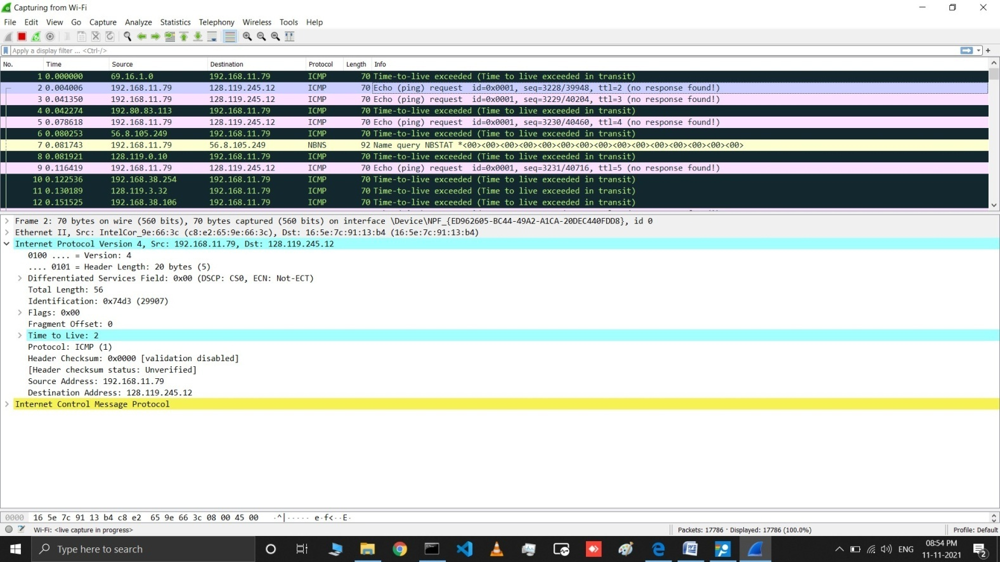 Capturing from Wi-Fi
File Edit View Go Capture Analyze Statistics Telephony Wireless Tools Help
Apply a display filter ... <Ctrl-/>
No. Time Source Destination Protocol Length Info
1 0.000000 69.16.1.0 192.168.11.79 ICMP 70 Time-to-live exceeded (Time to live exceeded in transit)
2 0.004006 192.168.11.79 128.119.245.12 ICMP 70 Echo (ping) request id=0x0001, seq=3228/39948, ttl=2 (no response found!)
3 0.041350 192.168.11.79 128.119.245.12 ICMP 70 Echo (ping) request id=0x0001, seq=3229/40204, ttl=3 (no response found!)
4 0.042274 192.80.83.113 192.168.11.79 ICMP 70 Time-to-live exceeded (Time to live exceeded in transit)
5 0.078618 192.168.11.79 128.119.245.12 ICMP 70 Echo (ping) request id=0x0001, seq=3230/40460, ttl=4 (no response found!)
6 0.080253 56.8.105.249 192.168.11.79 ICMP 70 Time-to-live exceeded (Time to live exceeded in transit)
7 0.081743 192.168.11.79 56.8.105.249 NBNS 92 Name query NBSTAT *<00><00><00><00><00><00><00><00><00><00><00><00><00><00><00>
8 0.081921 128.119.0.10 192.168.11.79 ICMP 70 Time-to-live exceeded (Time to live exceeded in transit)
9 0.116419 192.168.11.79 128.119.245.12 ICMP 70 Echo (ping) request id=0x0001, seq=3231/40716, ttl=5 (no response found!)
10 0.122536 192.168.38.254 192.168.11.79 ICMP 70 Time-to-live exceeded (Time to live exceeded in transit)
11 0.130189 128.119.3.32 192.168.11.79 ICMP 70 Time-to-live exceeded (Time to live exceeded in transit)
12 0.151525 192.168.38.106 192.168.11.79 ICMP 70 Time-to-live exceeded (Time to live exceeded in transit)
Frame 2: 70 bytes on wire (560 bits), 70 bytes captured (560 bits) on interface \Device\NPF_{ED962605-BC44-49A2-A1CA-20DEC440FDD8}, id 0
Ethernet II, Src: IntelCor_9e:66:3c (c8:e2:65:9e:66:3c), Dst: 16:5e:7c:91:13:b4 (16:5e:7c:91:13:b4)
Internet Protocol Version 4, Src: 192.168.11.79, Dst: 128.119.245.12
0100 .... = Version: 4
.... 0101 = Header Length: 20 bytes (5)
Differentiated Services Field: 0x00 (DSCP: CS0, ECN: Not-ECT)
Total Length: 56
Identification: 0x74d3 (29907)
Flags: 0x00
Fragment Offset: 0
Time to Live: 2
Protocol: ICMP (1)
Header Checksum: 0x0000 [validation disabled]
[Header checksum status: Unverified]
Source Address: 192.168.11.79
Destination Address: 128.119.245.12
Internet Control Message Protocol
0000 16 5e 7c 91 13 b4 c8 e2 65 9e 66 3c 08 00 45 00 ·^|····· e·f<··E·
Wi-Fi: <live capture in progress> Packets: 17786 · Displayed: 17786 (100.0%) Profile: Default
Type here to search ENG 08:54 PM
11-11-2021 2